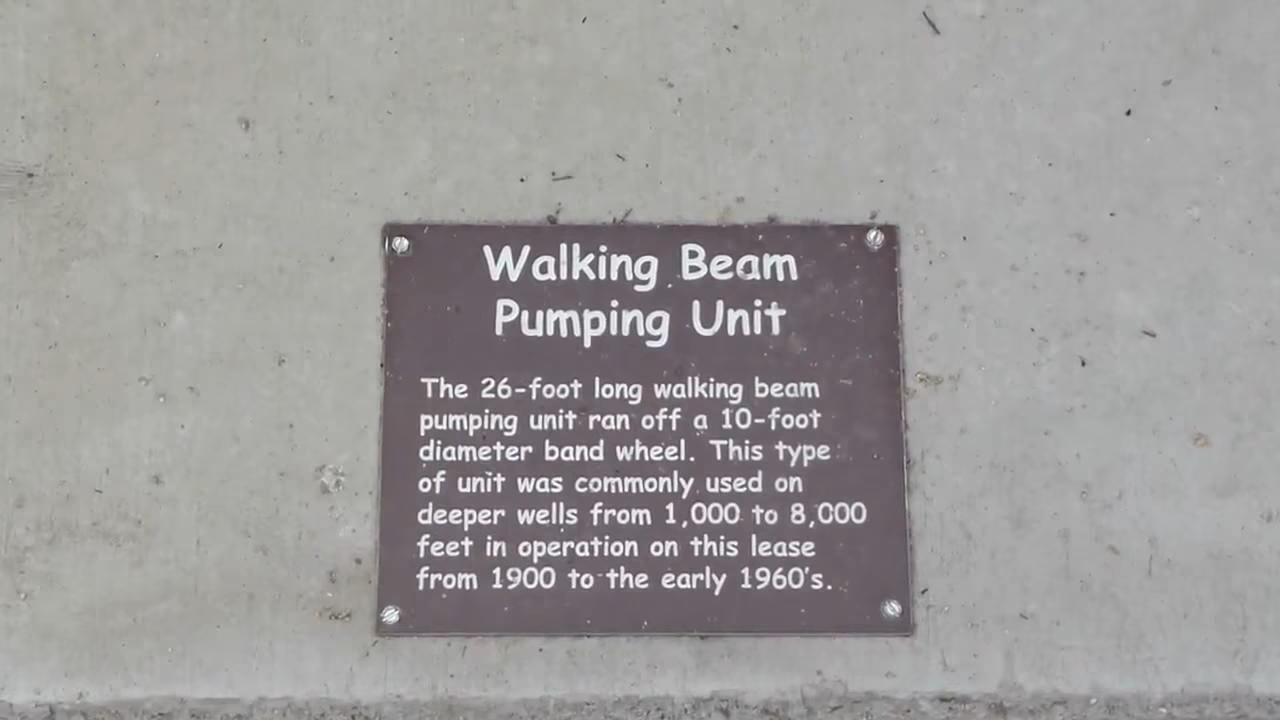 Walking Beam
Pumping Unit
The 26-foot long walking beam
pumping unit ran off a 10-foot
diameter band wheel. This type
of unit was commonly used on
deeper wells from 1,000 to 8,000
feet in operation on this lease
from 1900 to the early 1960's.